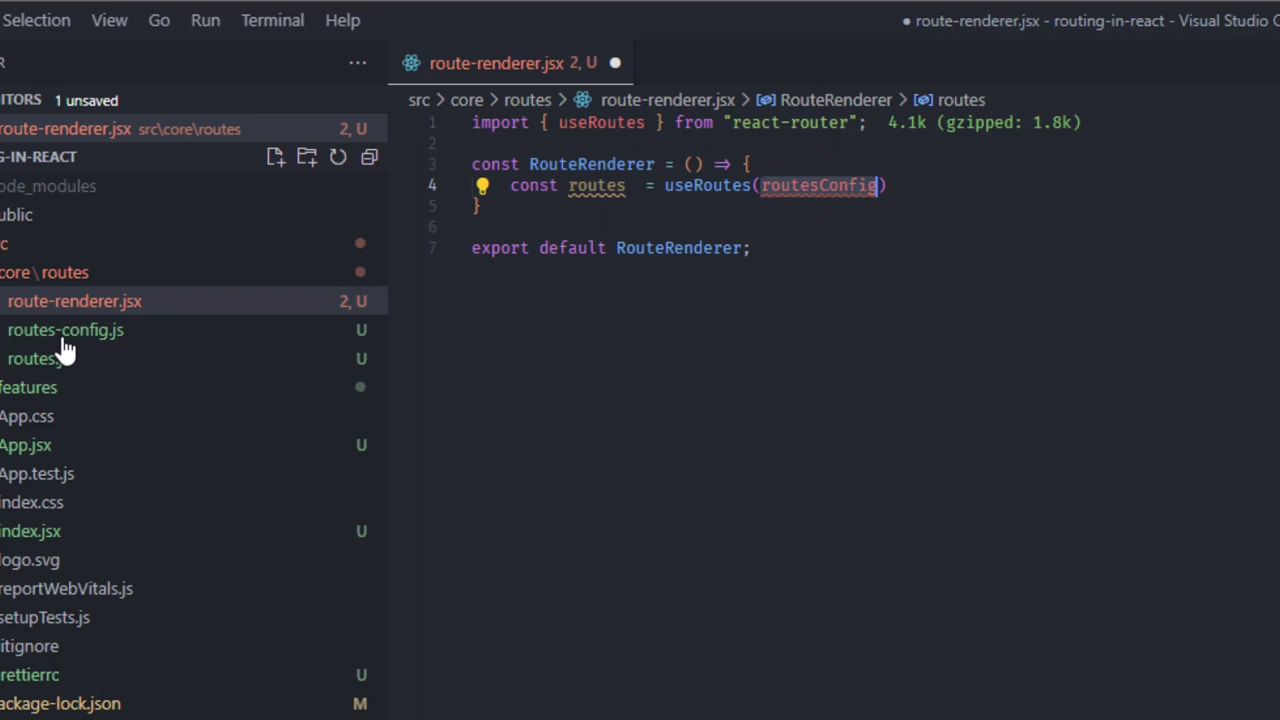 Selection View Go Run Terminal Help
● route-renderer.jsx - routing-in-react - Visual Studio C
R ...
route-renderer.jsx 2, U ●
ITORS 1 unsaved
src > core > routes > route-renderer.jsx > RouteRenderer > routes
route-renderer.jsx src\core\routes 2, U
G-IN-REACT
ode_modules
ublic
c
core\routes
route-renderer.jsx 2, U
routes-config.js U
routes. U
features
App.css
App.jsx U
App.test.js
index.css
index.jsx U
logo.svg
reportWebVitals.js
setupTests.js
itignore
rettierrc U
ackage-lock.json M
1 import { useRoutes } from "react-router"; 4.1k (gzipped: 1.8k)
2
3 const RouteRenderer = () => {
4 const routes = useRoutes(routesConfig)
5 }
6
7 export default RouteRenderer;